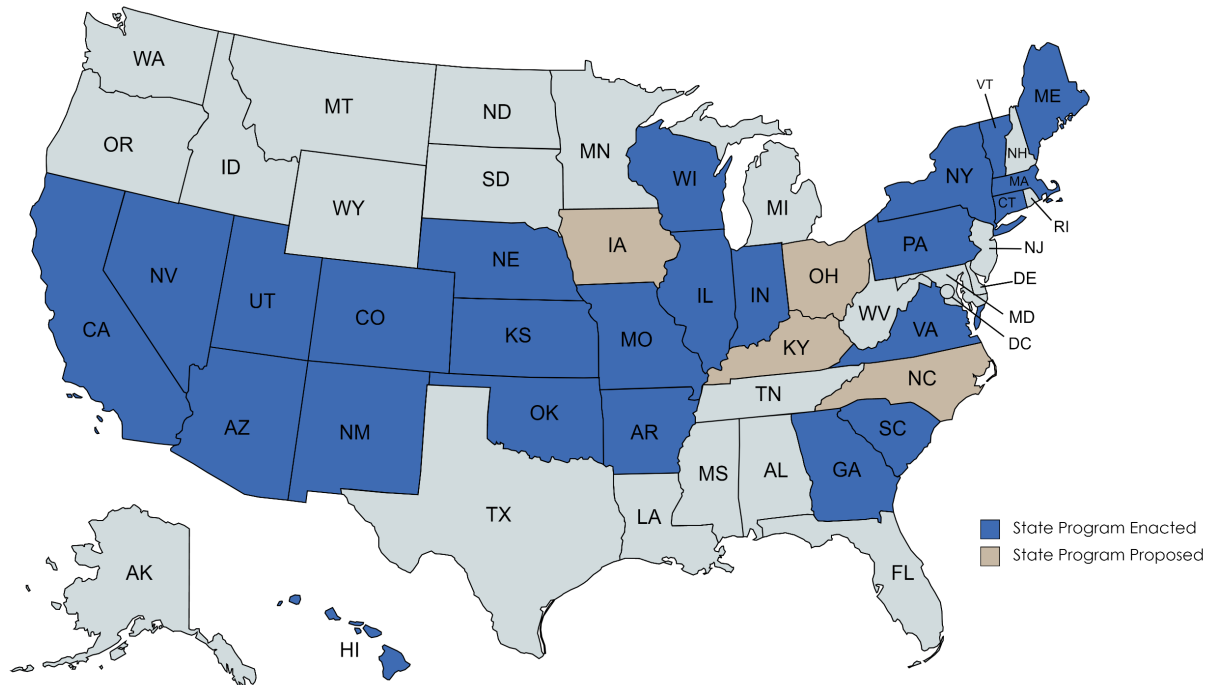 WA
MT
ND
MN
VT
ME
OR
ID
SD
WI
NH
NY
MA
WY
MI
CT
RI
IA
PA
NJ
NE
OH
DE
NV
UT
IL
IN
WV
MD
CA
CO
KS
MO
VA
DC
KY
NC
TN
AZ
NM
OK
AR
SC
MS
AL
GA
TX
LA
State Program Enacted
State Program Proposed
AK
FL
HI